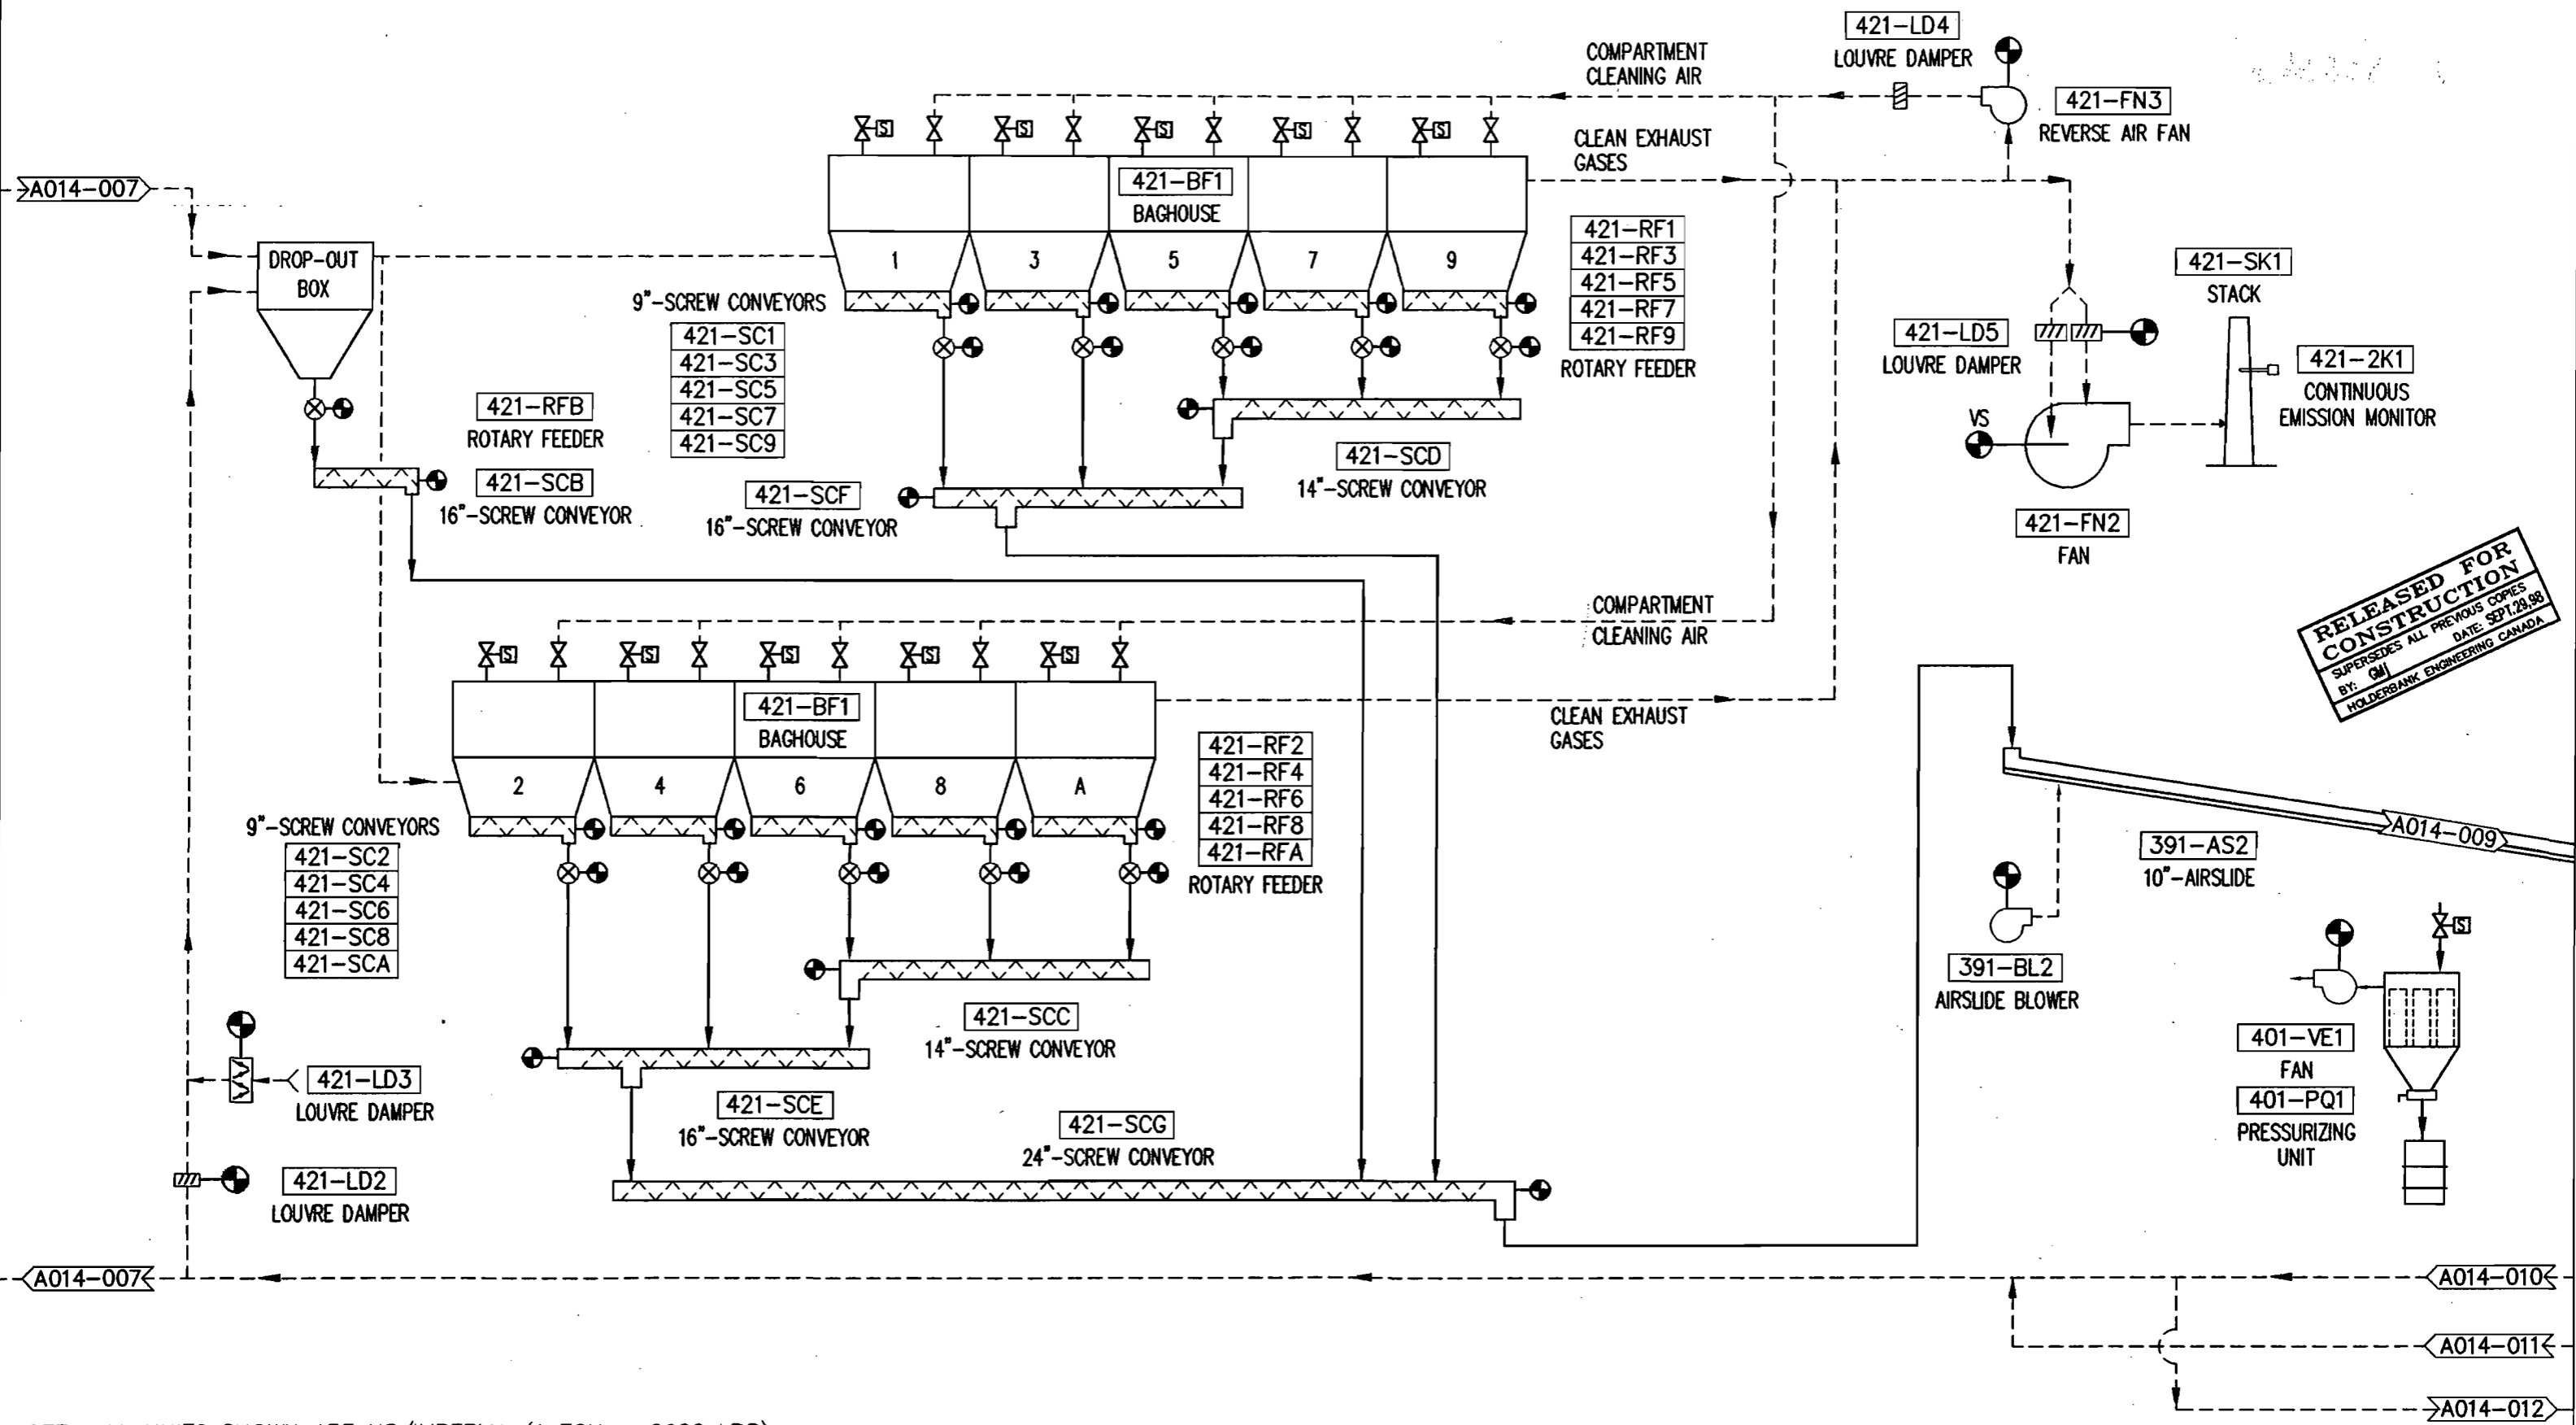 421-LD4
LOUVRE DAMPER
COMPARTMENT
CLEANING AIR
421-FN3
REVERSE AIR FAN
S
S
S
S
S
CLEAN EXHAUST
GASES
A014-007
421-BF1
BAGHOUSE
DROP-OUT
BOX
1
3
5
7
9
421-RF1
421-RF3
421-RF5
421-RF7
421-RF9
ROTARY FEEDER
421-SK1
STACK
9"-SCREW CONVEYORS
421-SC1
421-SC3
421-SC5
421-SC7
421-SC9
421-LD5
LOUVRE DAMPER
421-2K1
CONTINUOUS
EMISSION MONITOR
421-RFB
ROTARY FEEDER
VS
421-SCB
16"-SCREW CONVEYOR
421-SCF
16"-SCREW CONVEYOR
421-SCD
14"-SCREW CONVEYOR
421-FN2
FAN
RELEASED FOR
CONSTRUCTION
SUPERSEDES ALL PREVIOUS COPIES
BY: GMJ DATE: SEPT.29,98
HOLDERBANK ENGINEERING CANADA
COMPARTMENT
CLEANING AIR
S
S
S
S
S
421-BF1
BAGHOUSE
CLEAN EXHAUST
GASES
2
4
6
8
A
421-RF2
421-RF4
421-RF6
421-RF8
421-RFA
ROTARY FEEDER
9"-SCREW CONVEYORS
421-SC2
421-SC4
421-SC6
421-SC8
421-SCA
A014-009
391-AS2
10"-AIRSLIDE
391-BL2
AIRSLIDE BLOWER
S
421-SCC
14"-SCREW CONVEYOR
401-VE1
FAN
401-PQ1
PRESSURIZING
UNIT
421-LD3
LOUVRE DAMPER
421-SCE
16"-SCREW CONVEYOR
421-SCG
24"-SCREW CONVEYOR
421-LD2
LOUVRE DAMPER
A014-007
A014-010
A014-011
A014-012